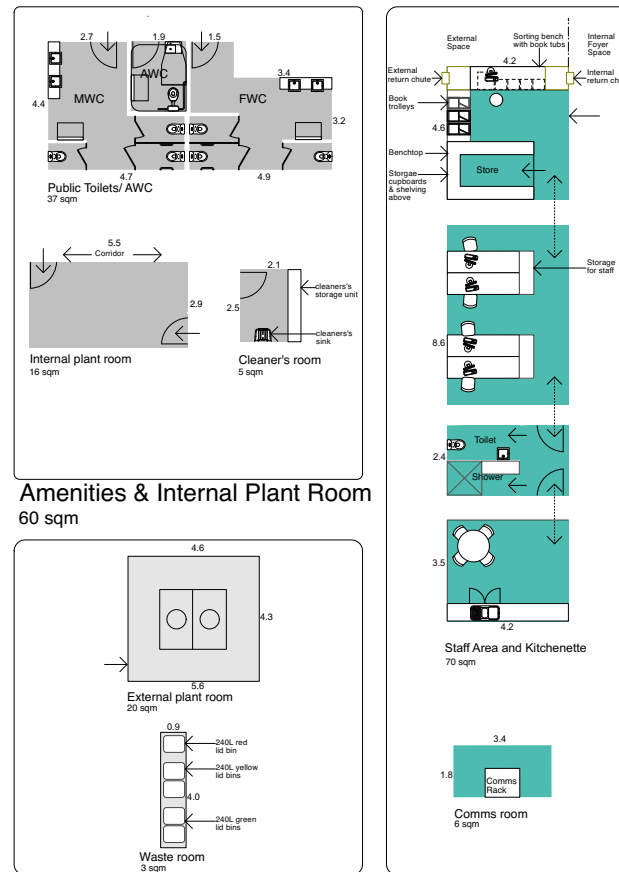 2.7
1.9
1.5
AWC
3.4
4.4
MWC
FWC
3.2
4.7
4.9
Public Toilets/ AWC
37 sqm
5.5
Corridor
2.9
Internal plant room
16 sqm
2.1
2.5
cleaners's
storage unit
cleaners's
sink
Cleaner's room
5 sqm
Amenities & Internal Plant Room
60 sqm
4.6
4.3
5.6
External plant room
20 sqm
0.9
240L red
lid bin
240L yellow
lid bins
4.0
240L green
lid bins
Waste room
3 sqm
External
Space
Sorting bench
with book tubs
Internal
Foyer
Space
4.2
External
return chute
Internal
return ch
Book
trolleys
4.6
Benchtop
Storgae
cupboards
& shelving
above
Store
Storage
for staff
8.6
Toilet
2.4
Shower
3.5
4.2
Staff Area and Kitchenette
70 sqm
3.4
1.8
Comms
Rack
Comms room
6 sqm